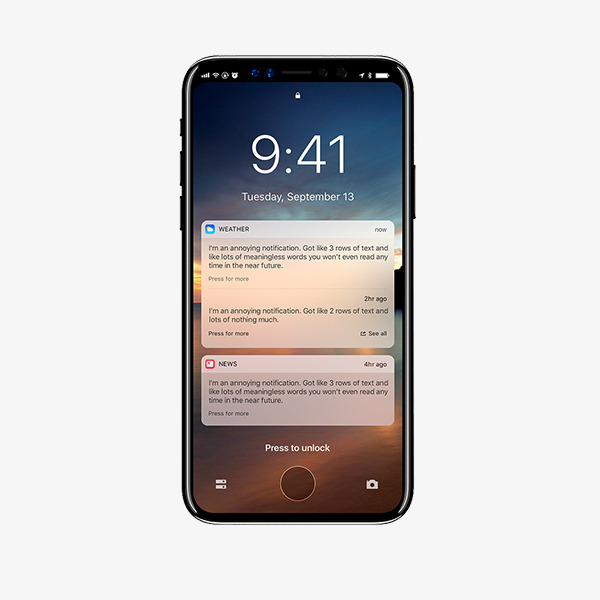 9:41
Tuesday, September 13
WEATHER now
I'm an annoying notification. Got like 3 rows of text and
like lots of meaningless words you won't even read any
time in the near future.
Press for more
2hr ago
I'm an annoying notification. Got like 2 rows of text and
lots of nothing much.
Press for more See all
NEWS 4hr ago
I'm an annoying notification. Got like 3 rows of text and
like lots of meaningless words you won't even read any
time in the near future.
Press for more
Press to unlock